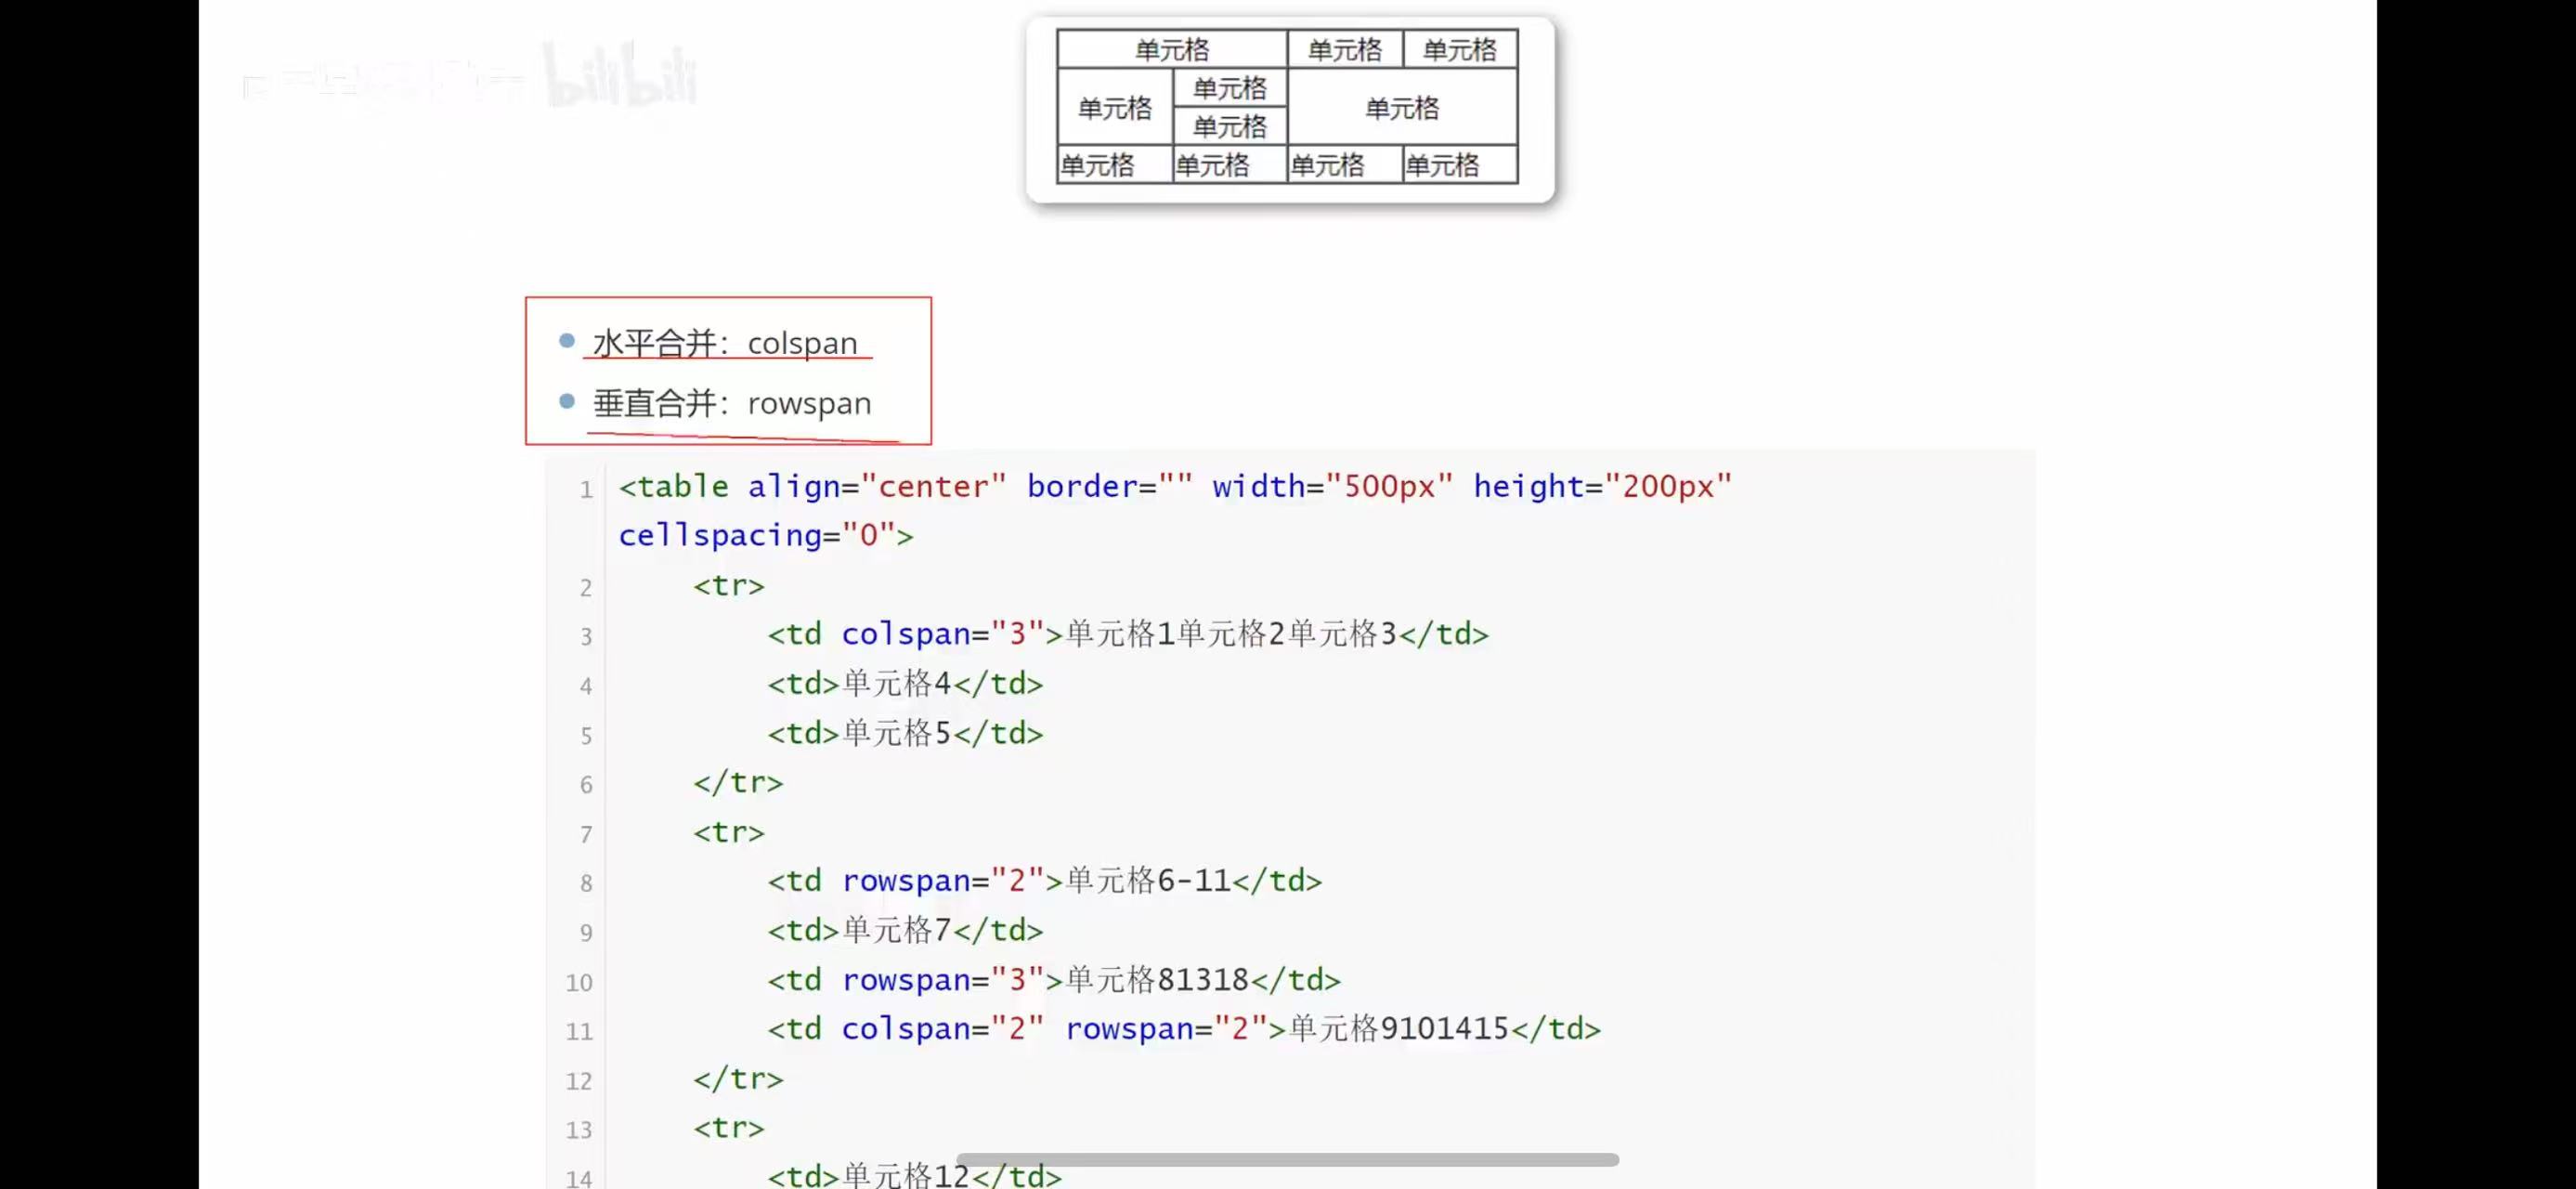 bilibili
单元格 单元格 单元格
单元格 单元格 单元格
单元格
单元格 单元格 单元格 单元格
水平合并：colspan
垂直合并：rowspan
1 <table align="center" border="" width="500px" height="200px"
cellspacing="0">
2 <tr>
3 <td colspan="3">单元格1单元格2单元格3</td>
4 <td>单元格4</td>
5 <td>单元格5</td>
6 </tr>
7 <tr>
8 <td rowspan="2">单元格6-11</td>
9 <td>单元格7</td>
10 <td rowspan="3">单元格81318</td>
11 <td colspan="2" rowspan="2">单元格9101415</td>
12 </tr>
13 <tr>
14 <td>单元格12</td>